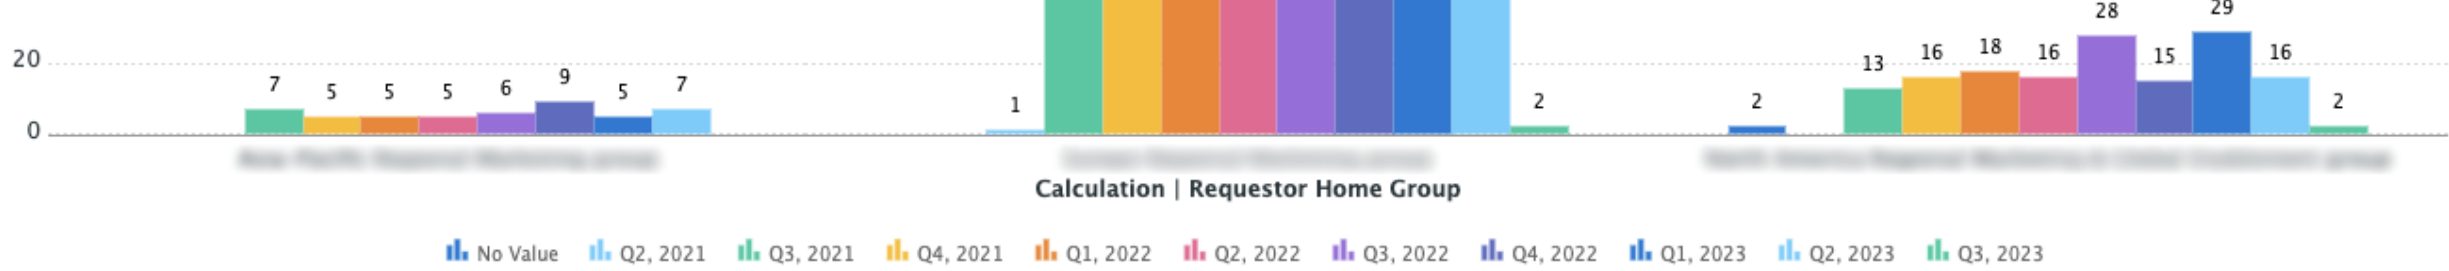 28 29
20
7 5 5 5 6 9 5 7 1 2 2 13 16 18 16 15 16 2
0
Calculation | Requestor Home Group
No Value Q2, 2021 Q3, 2021 Q4, 2021 Q1, 2022 Q2, 2022 Q3, 2022 Q4, 2022 Q1, 2023 Q2, 2023 Q3, 2023